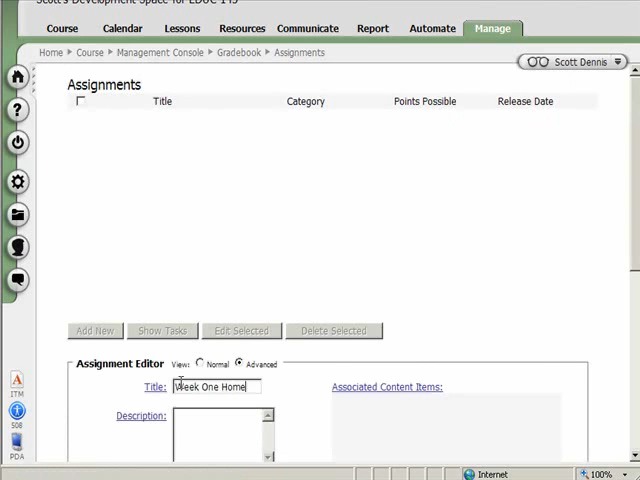 Scott's Development Space for EDUC 145
Course Calendar Lessons Resources Communicate Report Automate Manage
Home Course Management Console Gradebook Assignments
Scott Dennis
Assignments
Title Category Points Possible Release Date
Add New Show Tasks Edit Selected Delete Selected
Assignment Editor View: Normal Advanced
Title: Week One Home Associated Content Items:
ITM
Description:
508
PDA
Internet 100%